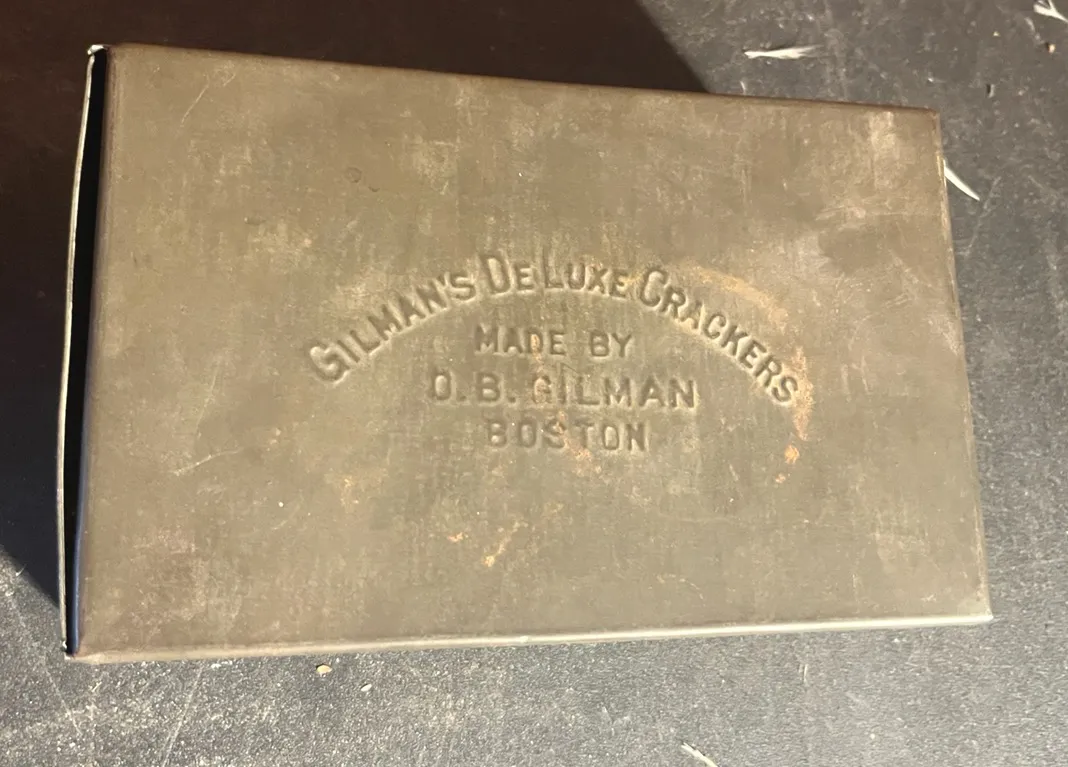 GILMAN'S DELUXE CRACKERS
MADE BY
O.B. GILMAN
BOSTON